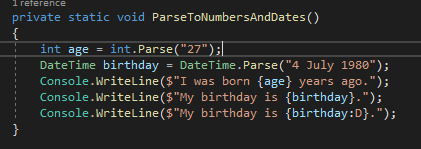 1 reference
private static void ParseToNumbersAndDates()
{
    int age = int.Parse("27");
    DateTime birthday = DateTime.Parse("4 July 1980");
    Console.WriteLine($"I was born {age} years ago.");
    Console.WriteLine($"My birthday is {birthday}.");
    Console.WriteLine($"My birthday is {birthday:D}.");
}